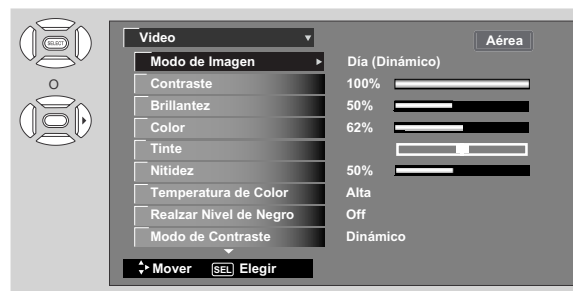 SELECT
O
Video
Aérea
Modo de Imagen Día (Dinámico)
Contraste 100%
Brillantez 50%
Color 62%
Tinte
Nitidez 50%
Temperatura de Color Alta
Realzar Nivel de Negro Off
Modo de Contraste Dinámico
Mover SEL Elegir